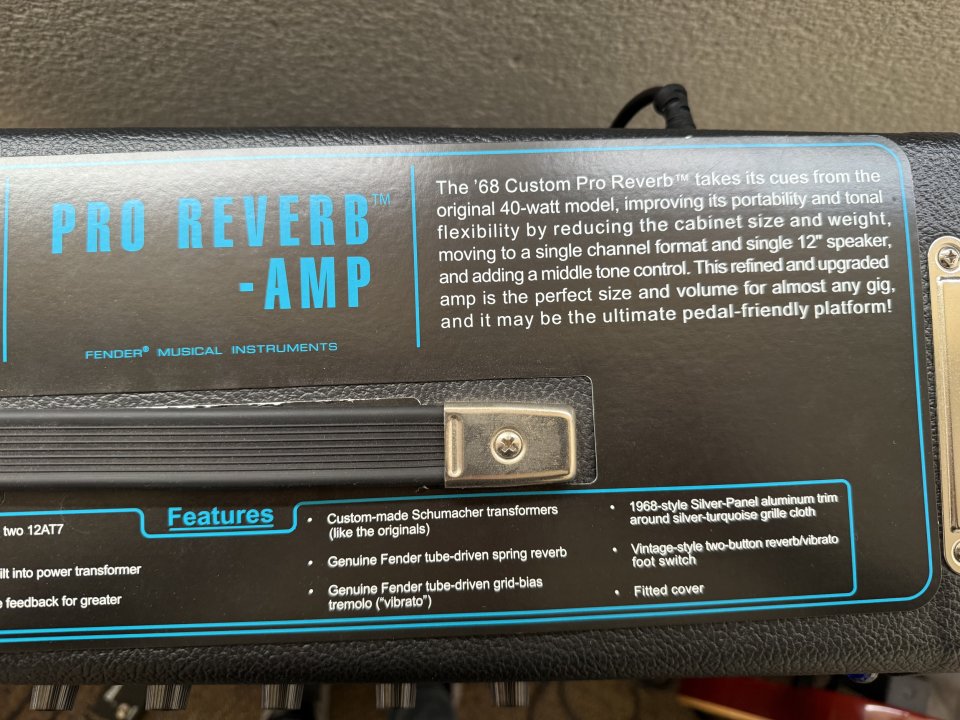 PRO REVERB™
-AMP
FENDER® MUSICAL INSTRUMENTS
The ’68 Custom Pro Reverb™ takes its cues from the
original 40-watt model, improving its portability and tonal
flexibility by reducing the cabinet size and weight,
moving to a single channel format and single 12" speaker,
and adding a middle tone control. This refined and upgraded
amp is the perfect size and volume for almost any gig,
and it may be the ultimate pedal-friendly platform!
Features
two 12AT7
into power transformer
feedback for greater
• Custom-made Schumacher transformers
(like the originals)
• Genuine Fender tube-driven spring reverb
• Genuine Fender tube-driven grid-bias
tremolo (“vibrato”)
• 1968-style Silver-Panel aluminum trim
around silver-turquoise grille cloth
• Vintage-style two-button reverb/vibrato
foot switch
• Fitted cover